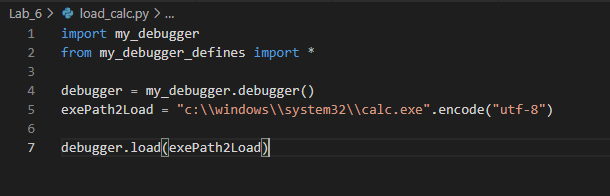 Lab_6 > load_calc.py > ...
1 import my_debugger
2 from my_debugger_defines import *
3
4 debugger = my_debugger.debugger()
5 exePath2Load = "c:\\windows\\system32\\calc.exe".encode("utf-8")
6
7 debugger.load(exePath2Load)